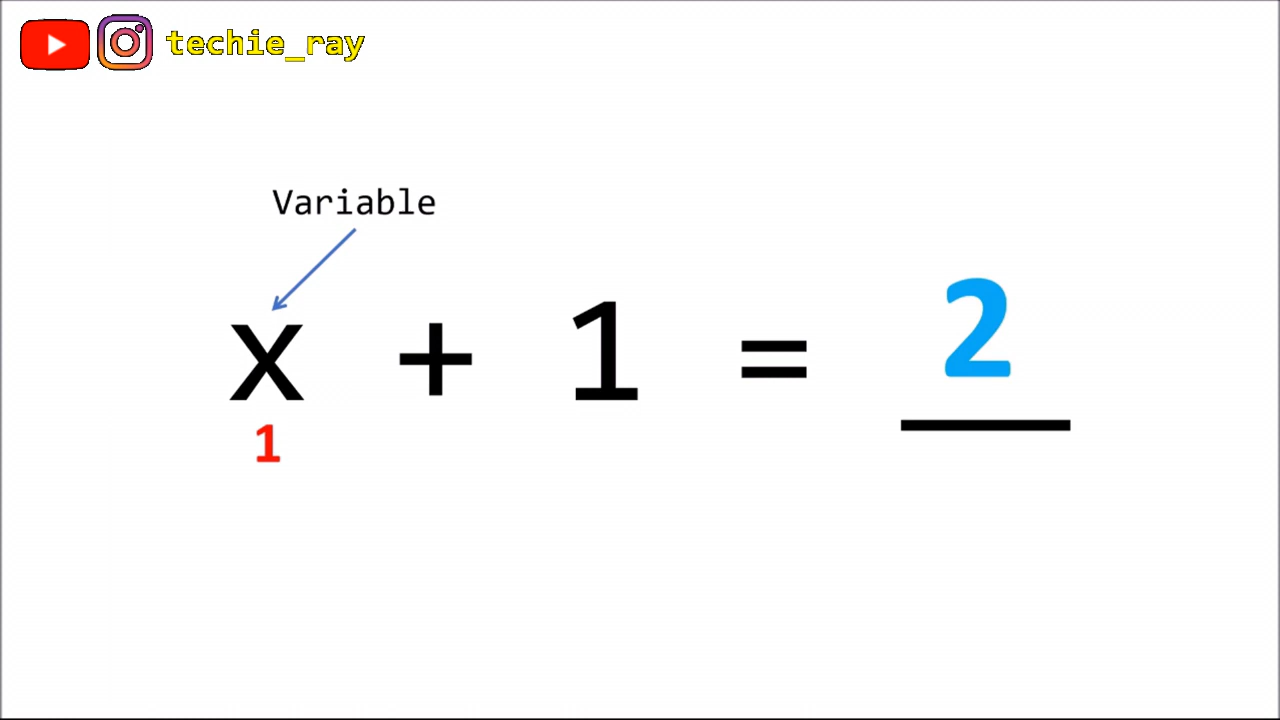 techie_ray
Variable
x + 1 = 2
1